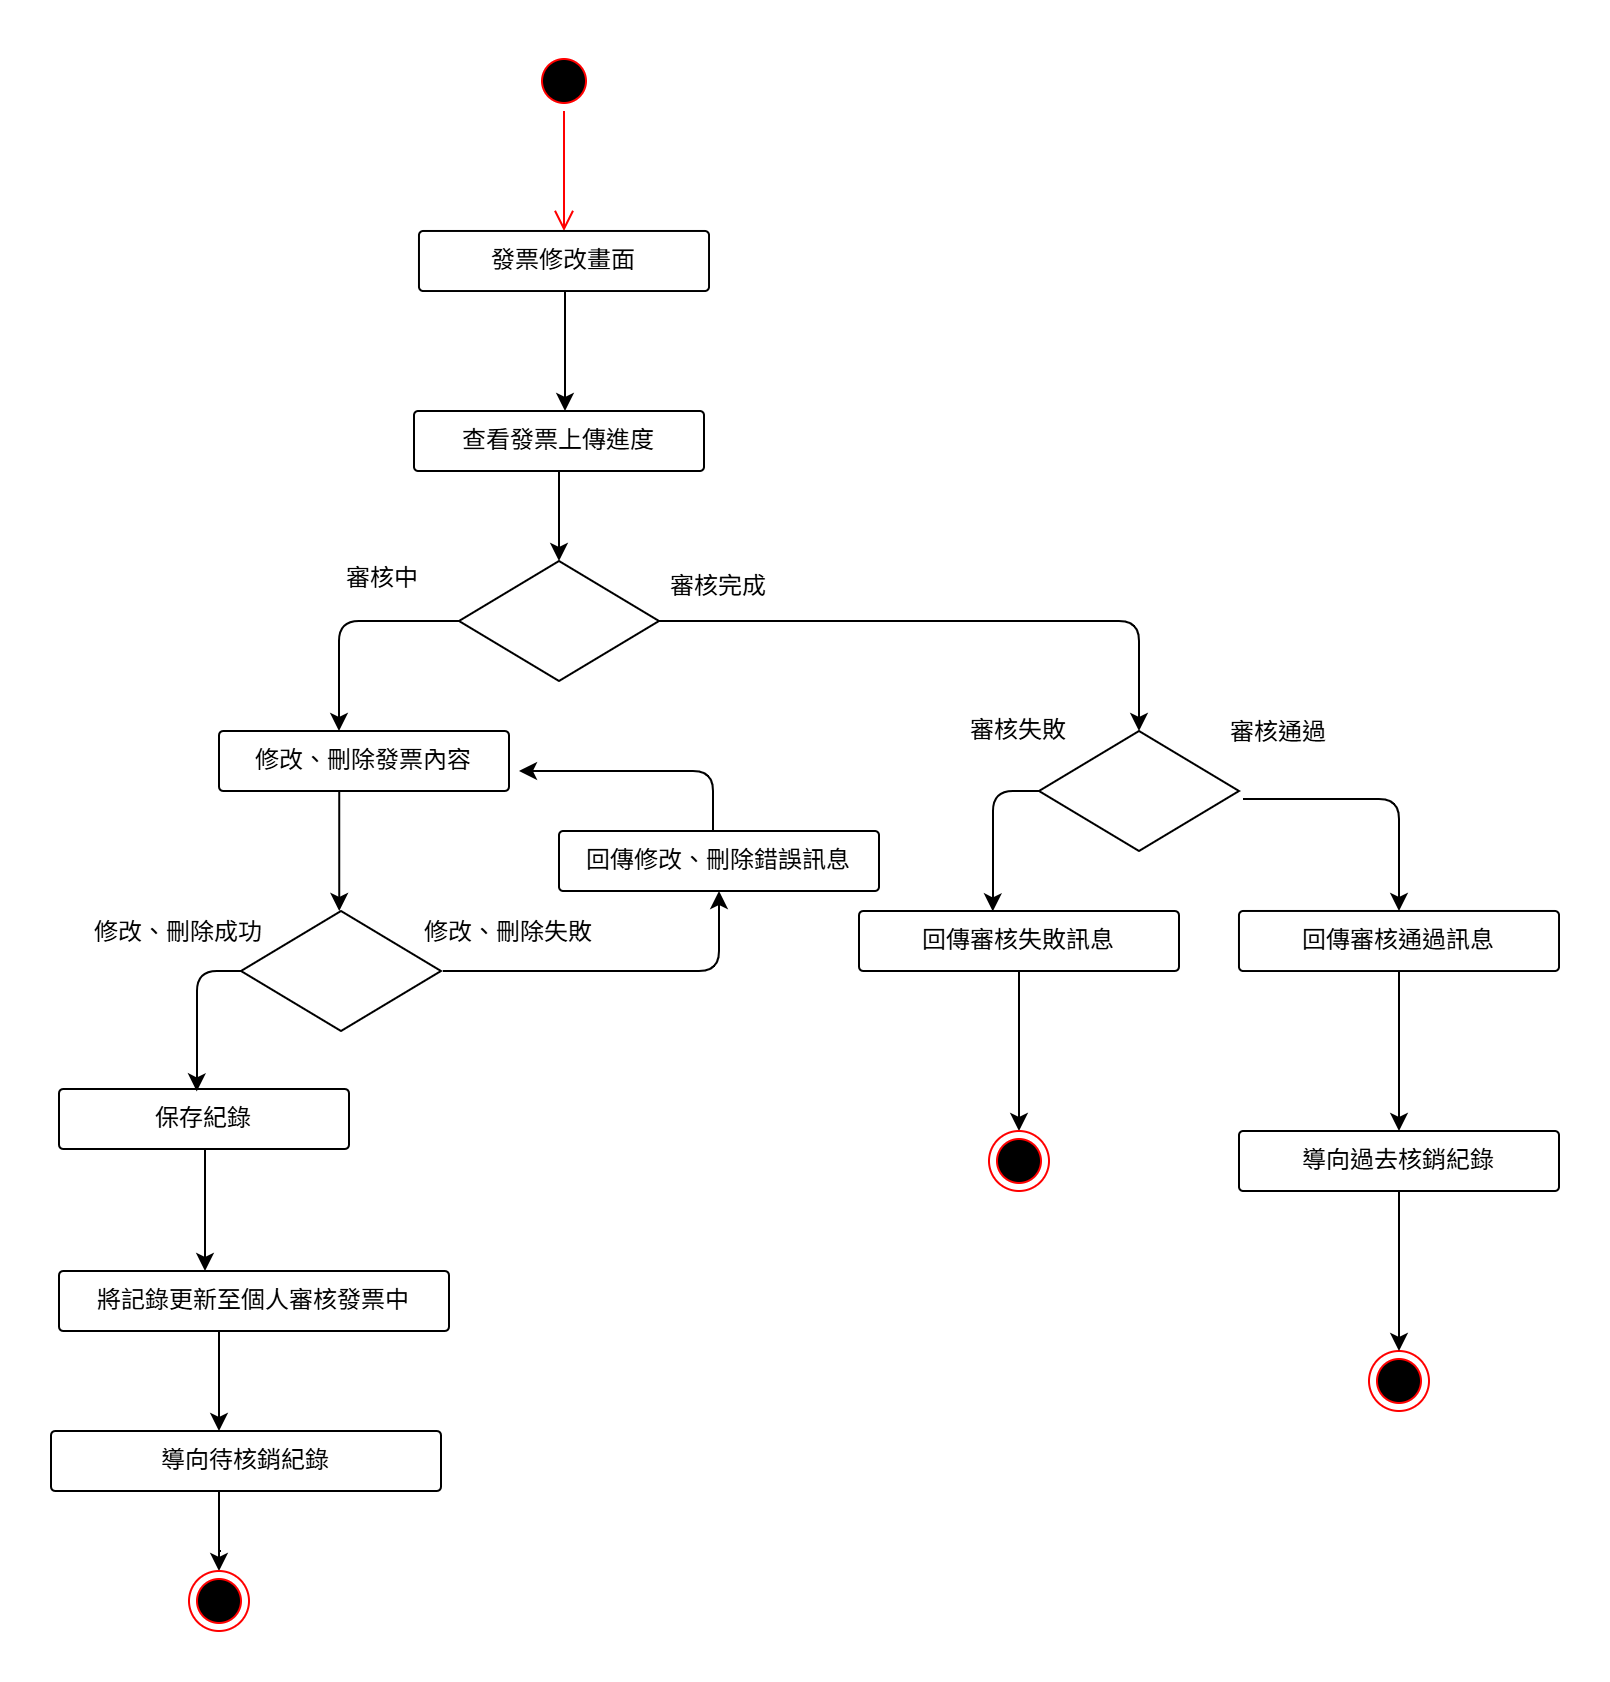 發票修改畫面
查看發票上傳進度
審核中
審核完成
審核失敗
審核通過
修改、刪除發票內容
回傳修改、刪除錯誤訊息
修改、刪除成功
修改、刪除失敗
回傳審核失敗訊息
回傳審核通過訊息
保存紀錄
導向過去核銷紀錄
將記錄更新至個人審核發票中
導向待核銷紀錄